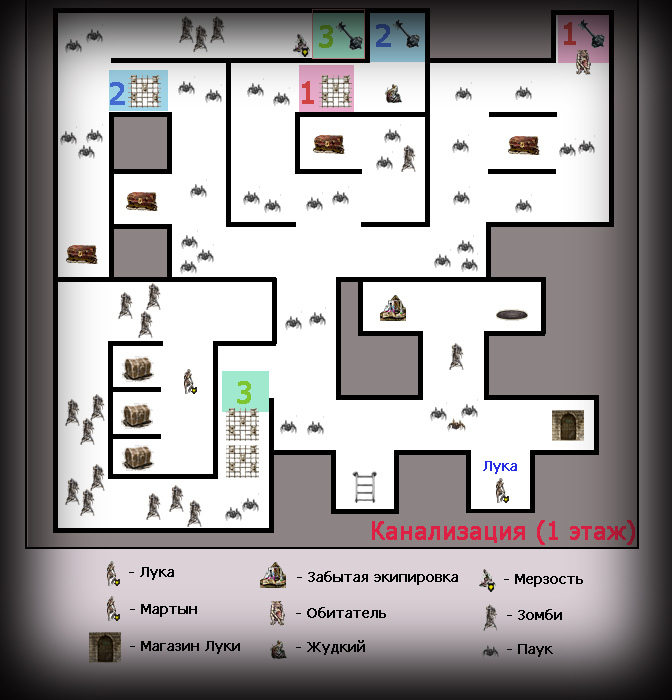 3
2
1
2
1
3
Лука
Канализация (1 этаж)
- Лука
- Забытая экипировка
- Мерзость
- Мартын
- Обитатель
- Зомби
- Магазин Луки
- Жудкий
- Паук